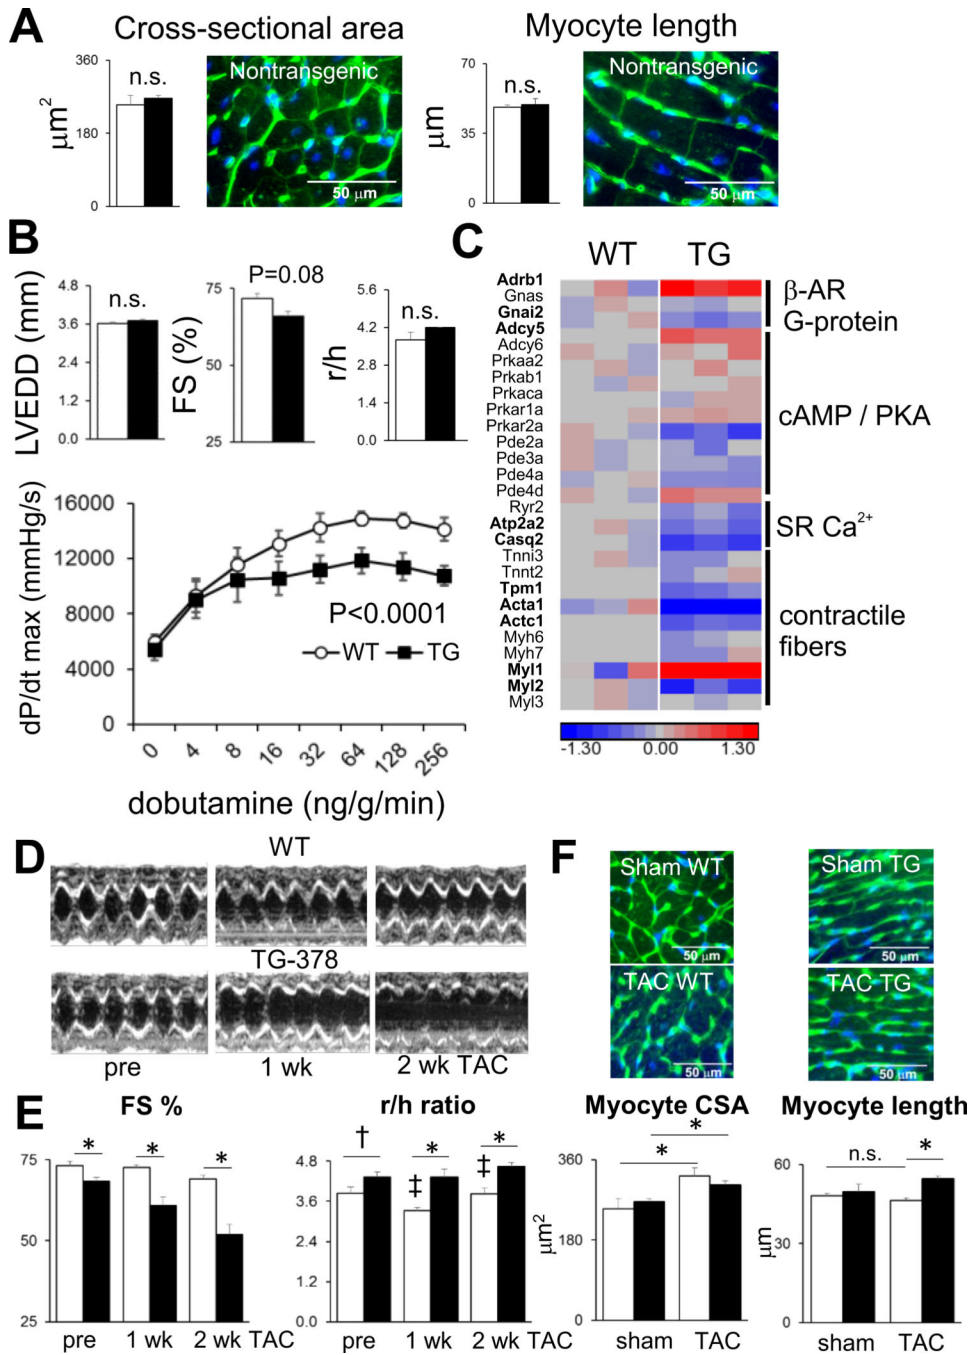 A
Cross-sectional area
Myocyte length
360
180
0
μm²
n.s.
Nontransgenic
50 μm
70
35
0
μm
n.s.
Nontransgenic
50 μm
B
LVEDD (mm)
4.8
3.6
2.4
1.2
0.0
n.s.
FS (%)
75
50
25
P=0.08
r/h
5.6
4.2
2.8
1.4
0.0
n.s.
dP/dt max (mmHg/s)
16000
12000
8000
4000
0
P<0.0001
WT
TG
0
4
8
16
32
64
128
256
dobutamine (ng/g/min)
C
WT
TG
Adrb1
Gnas
Gnai2
Adcy5
Adcy6
Prkaa2
Prkab1
Prkaca
Prkar1a
Prkar2a
Pde2a
Pde3a
Pde4a
Pde4d
Ryr2
Atp2a2
Casq2
Tnni3
Tnnt2
Tpm1
Acta1
Actc1
Myh6
Myh7
Myl1
Myl2
Myl3
β-AR
G-protein
cAMP / PKA
SR Ca²⁺
contractile
fibers
-1.30
0.00
1.30
D
WT
TG-378
pre
1 wk
2 wk TAC
F
Sham WT
50 μm
Sham TG
50 μm
TAC WT
50 μm
TAC TG
50 μm
E
FS %
75
50
25
*
*
*
pre
1 wk
2 wk TAC
r/h ratio
4.8
3.6
2.4
1.2
0.0
†
‡
*
‡
*
pre
1 wk
2 wk TAC
Myocyte CSA
μm²
360
180
0
*
*
sham
TAC
Myocyte length
μm
60
30
0
n.s.
*
sham
TAC